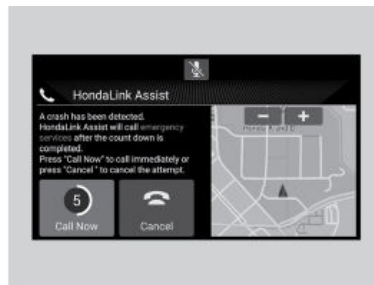 HondaLink Assist
A crash has been detected.
HondaLink Assist will call emergency
services after the count down is
completed.
Press "Call Now" to call immediately or
press "Cancel" to cancel the attempt.
5
Call Now
Cancel
- +